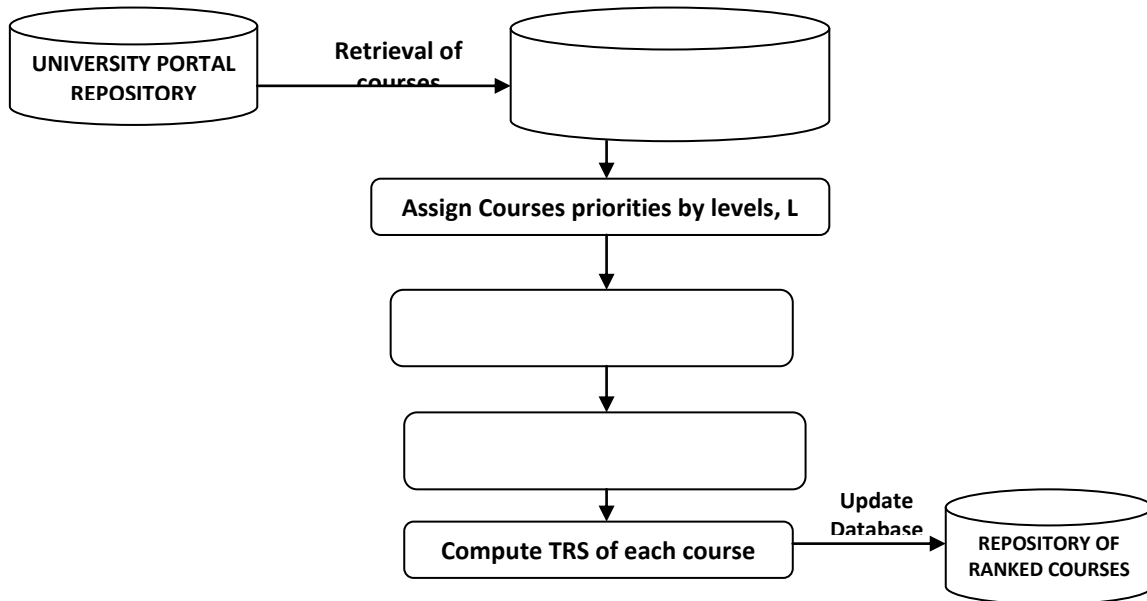 UNIVERSITY PORTAL
REPOSITORY
Retrieval of
courses
Assign Courses priorities by levels, L
Compute TRS of each course
Update
Database
REPOSITORY OF
RANKED COURSES